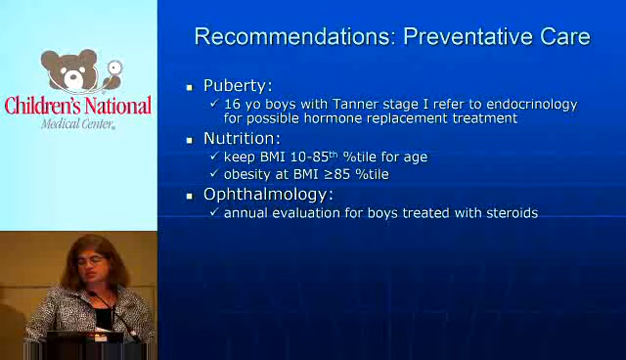 Recommendations: Preventative Care
Children's National
Medical Center®
Puberty:
✓ 16 yo boys with Tanner stage I refer to endocrinology
for possible hormone replacement treatment
Nutrition:
✓ keep BMI 10-85th %tile for age
✓ obesity at BMI ≥85 %tile
Ophthalmology:
✓ annual evaluation for boys treated with steroids